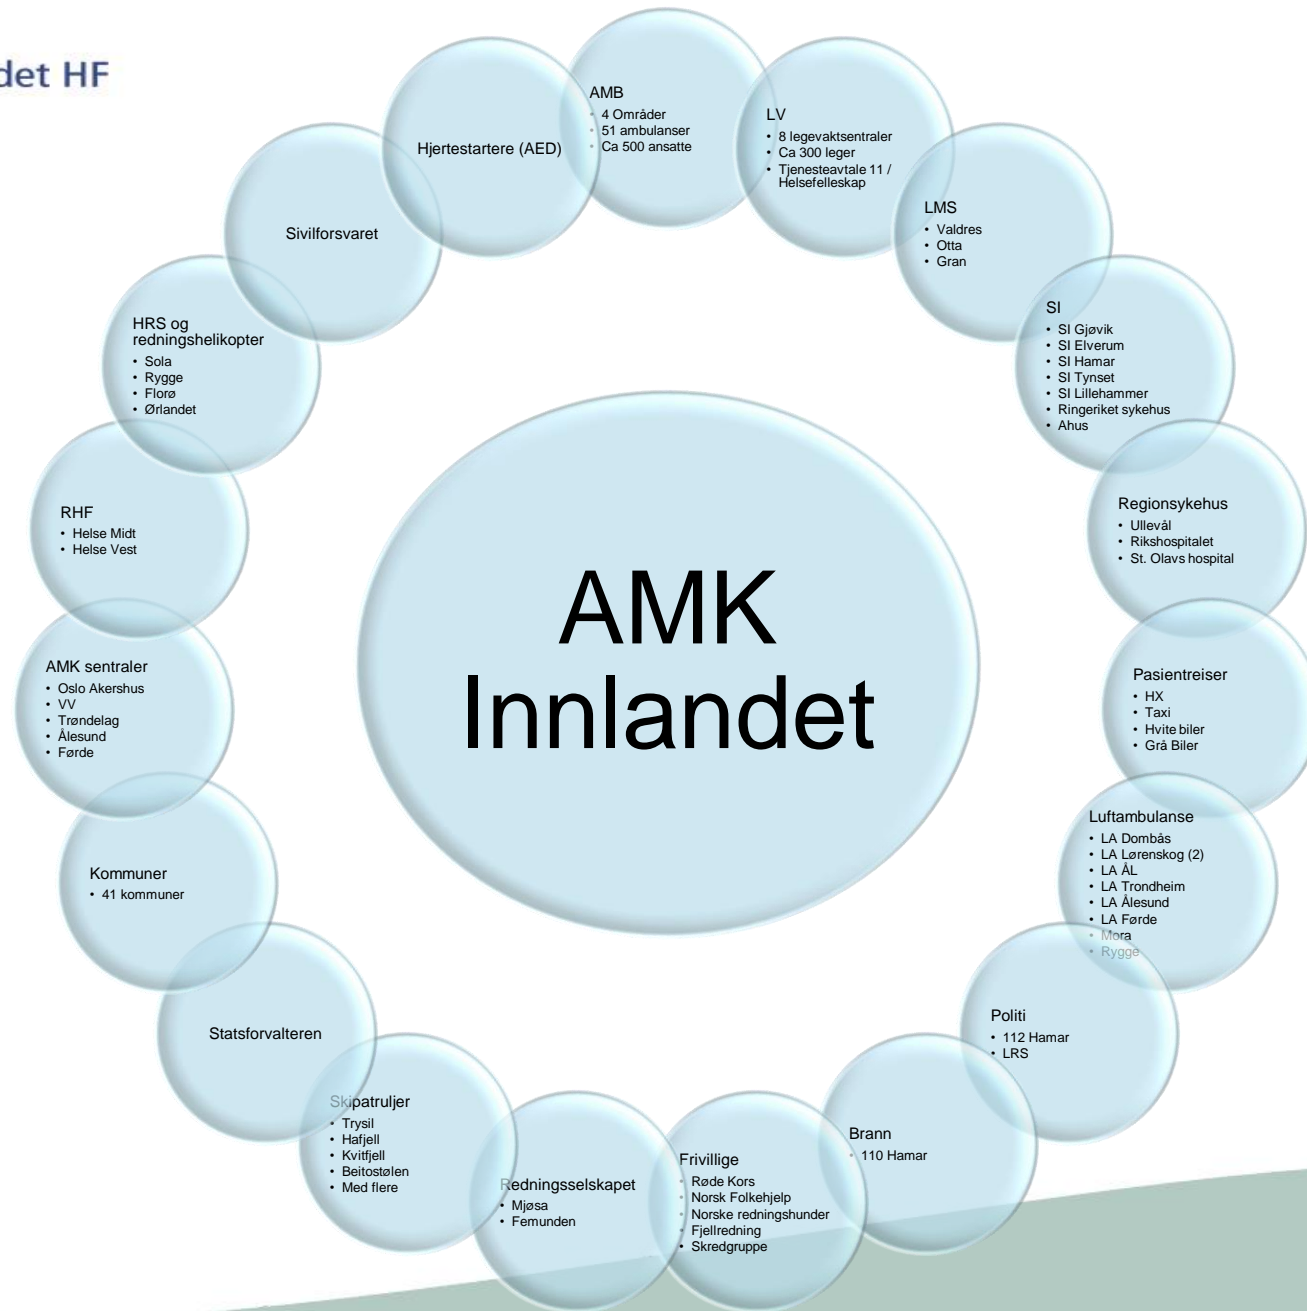 det HF
AMB
• 4 Områder
• 51 ambulanser
• Ca 500 ansatte
LV
• 8 legevaktsentraler
• Ca 300 leger
• Tjenesteavtale 11 /
Helsefelleskap
LMS
• Valdres
• Otta
• Gran
SI
• SI Gjøvik
• SI Elverum
• SI Hamar
• SI Tynset
• SI Lillehammer
• Ringeriket sykehus
• Ahus
Regionsykehus
• Ullevål
• Rikshospitalet
• St. Olavs hospital
Pasientreiser
• HX
• Taxi
• Hvite biler
• Grå Biler
Luftambulanse
• LA Dombås
• LA Lørenskog (2)
• LA ÅL
• LA Trondheim
• LA Ålesund
• LA Førde
• Mora
• Rygge
Politi
• 112 Hamar
• LRS
Brann
• 110 Hamar
Frivillige
• Røde Kors
• Norsk Folkehjelp
• Norske redningshunder
• Fjellredning
• Skredgruppe
Redningsselskapet
• Mjøsa
• Femunden
Skipatruljer
• Trysil
• Hafjell
• Kvitfjell
• Beitostølen
• Med flere
Statsforvalteren
Kommuner
• 41 kommuner
AMK sentraler
• Oslo Akershus
• VV
• Trøndelag
• Ålesund
• Førde
RHF
• Helse Midt
• Helse Vest
HRS og
redningshelikopter
• Sola
• Rygge
• Florø
• Ørlandet
Sivilforsvaret
Hjertestartere (AED)
AMK
Innlandet